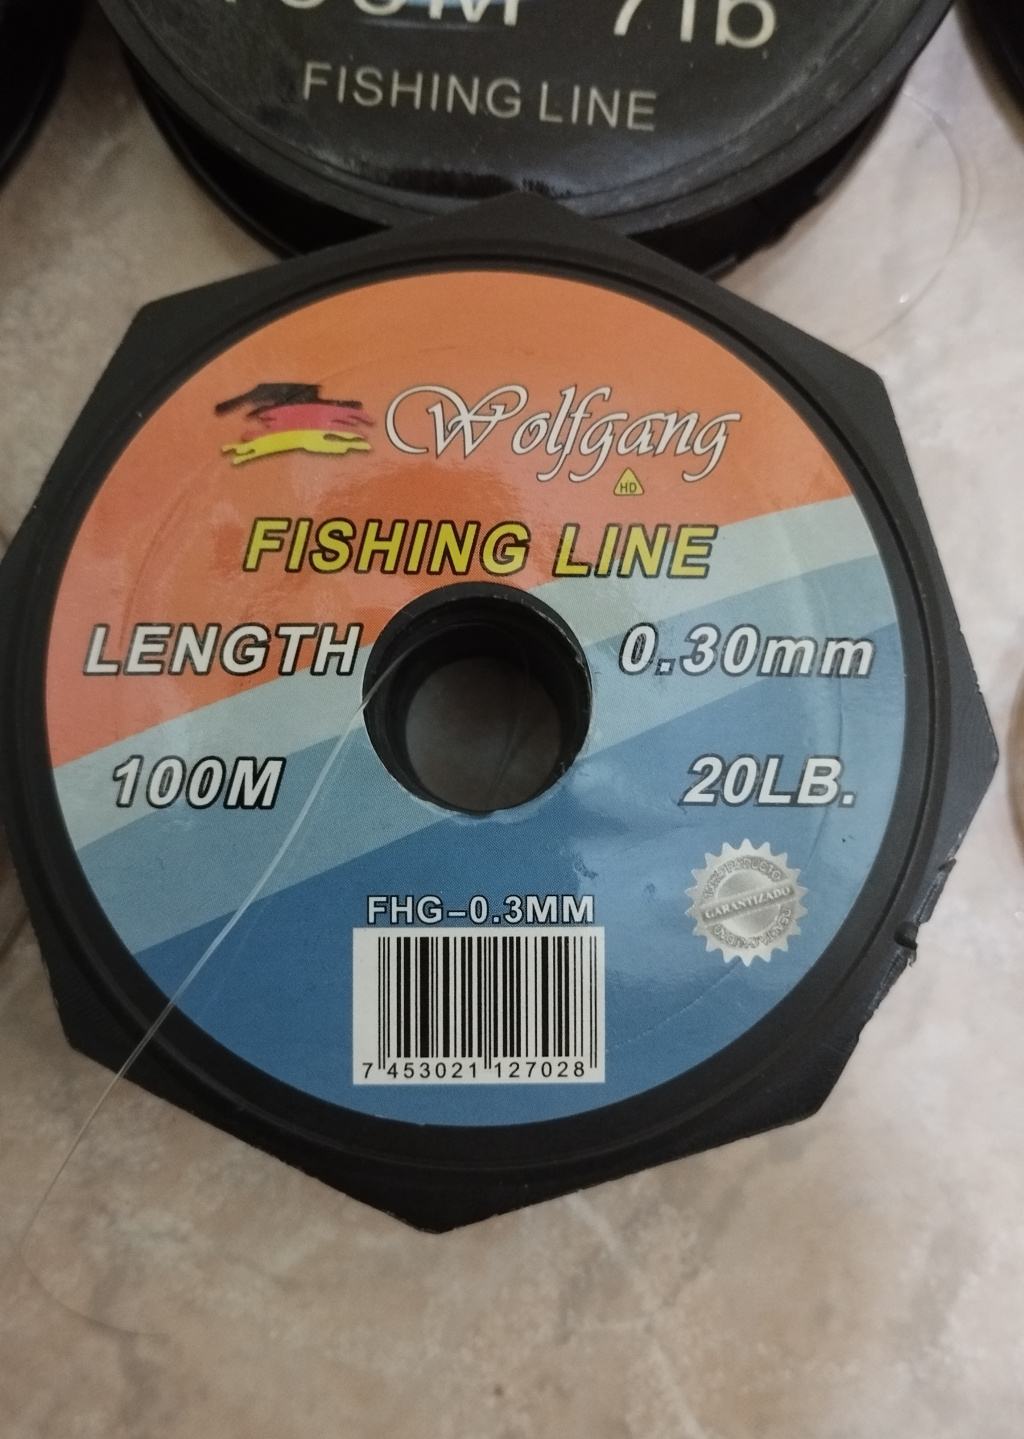 7lb
FISHING LINE
Wolfgang
HD
FISHING LINE
LENGTH
0.30mm
100M
20LB.
FHG-0.3MM
GARANTIZADO
7 453021 127028